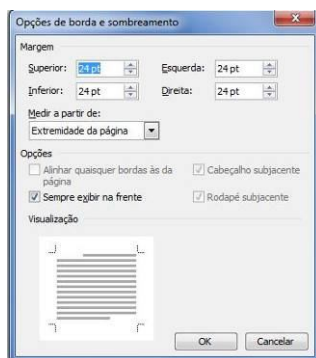 Opções de borda e sombreamento
Margem
Superior: 24 pt Esquerda: 24 pt
Inferior: 24 pt Direita: 24 pt
Medir a partir de:
Extremidade da página
Opções
Alinhar quaisquer bordas às da página Cabeçalho subjacente
Sempre exibir na frente Rodapé subjacente
Visualização
OK Cancelar